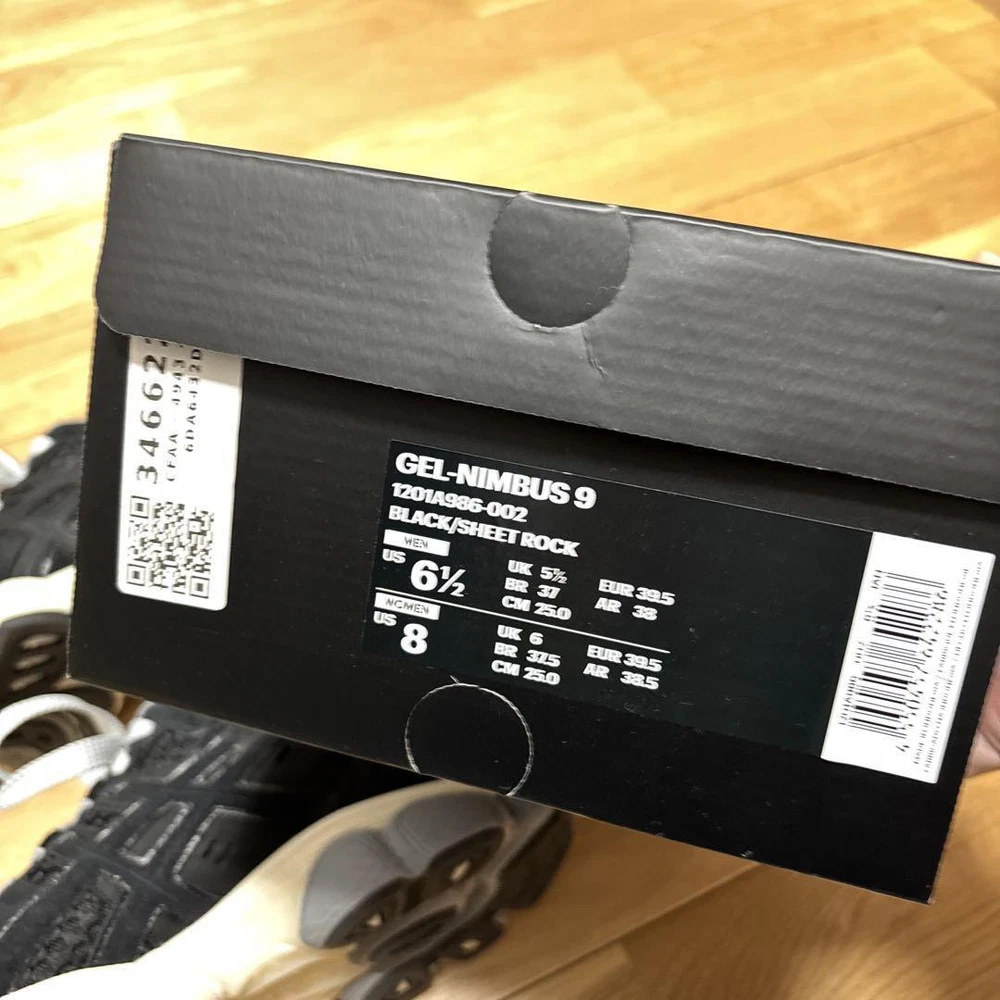 GEL-NIMBUS 9
1201A986-002
BLACK/SHEET ROCK
MEN
US 6½ UK 5½ EUR 39.5
BR 37 AR 38
CM 25.0
WOMEN
US 8 UK 6 EUR 39.5
BR 37.5 AR 38.5
CM 25.0
34662